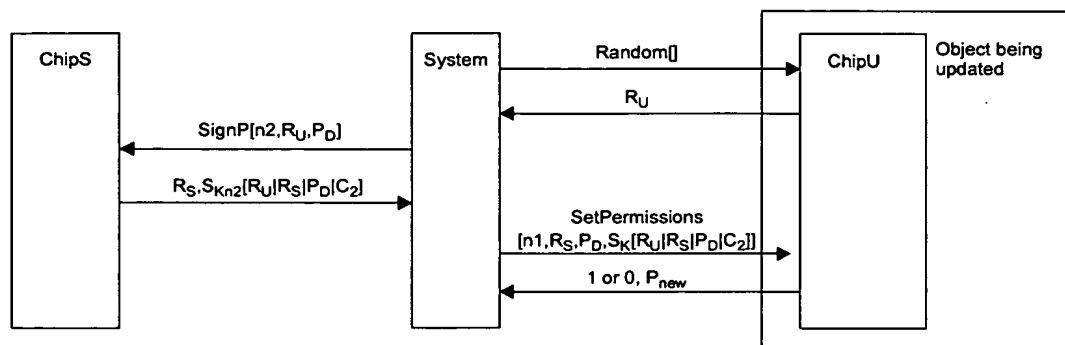 ChipS
System
ChipU
Object being
updated
Random[]
R_U
SignP[n2,R_U,P_D]
R_S,S_Kn2[R_U|R_S|P_D|C_2]
SetPermissions
[n1,R_S,P_D,S_K[R_U|R_S|P_D|C_2]]
1 or 0, P_new